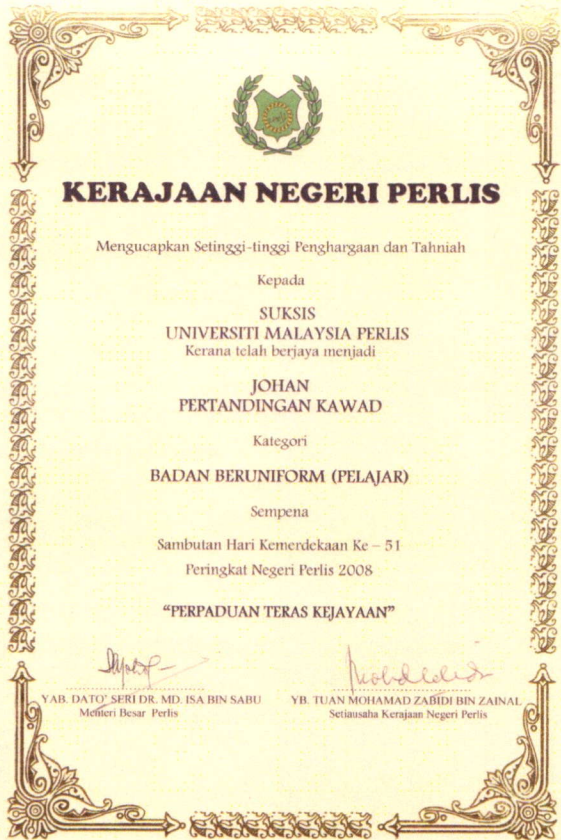 KERAJAAN NEGERI PERLIS
Mengucapkan Setinggi-tinggi Penghargaan dan Tahniah
Kepada
SUKSIS
UNIVERSITI MALAYSIA PERLIS
Kerana telah berjaya menjadi
JOHAN
PERTANDINGAN KAWAD
Kategori
BADAN BERUNIFORM (PELAJAR)
Sempena
Sambutan Hari Kemerdekaan Ke – 51
Peringkat Negeri Perlis 2008
“PERPADUAN TERAS KEJAYAAN”
YAB. DATO' SERI DR. MD. ISA BIN SABU
Menteri Besar Perlis
YB. TUAN MOHAMAD ZABIDI BIN ZAINAL
Setiausaha Kerajaan Negeri Perlis